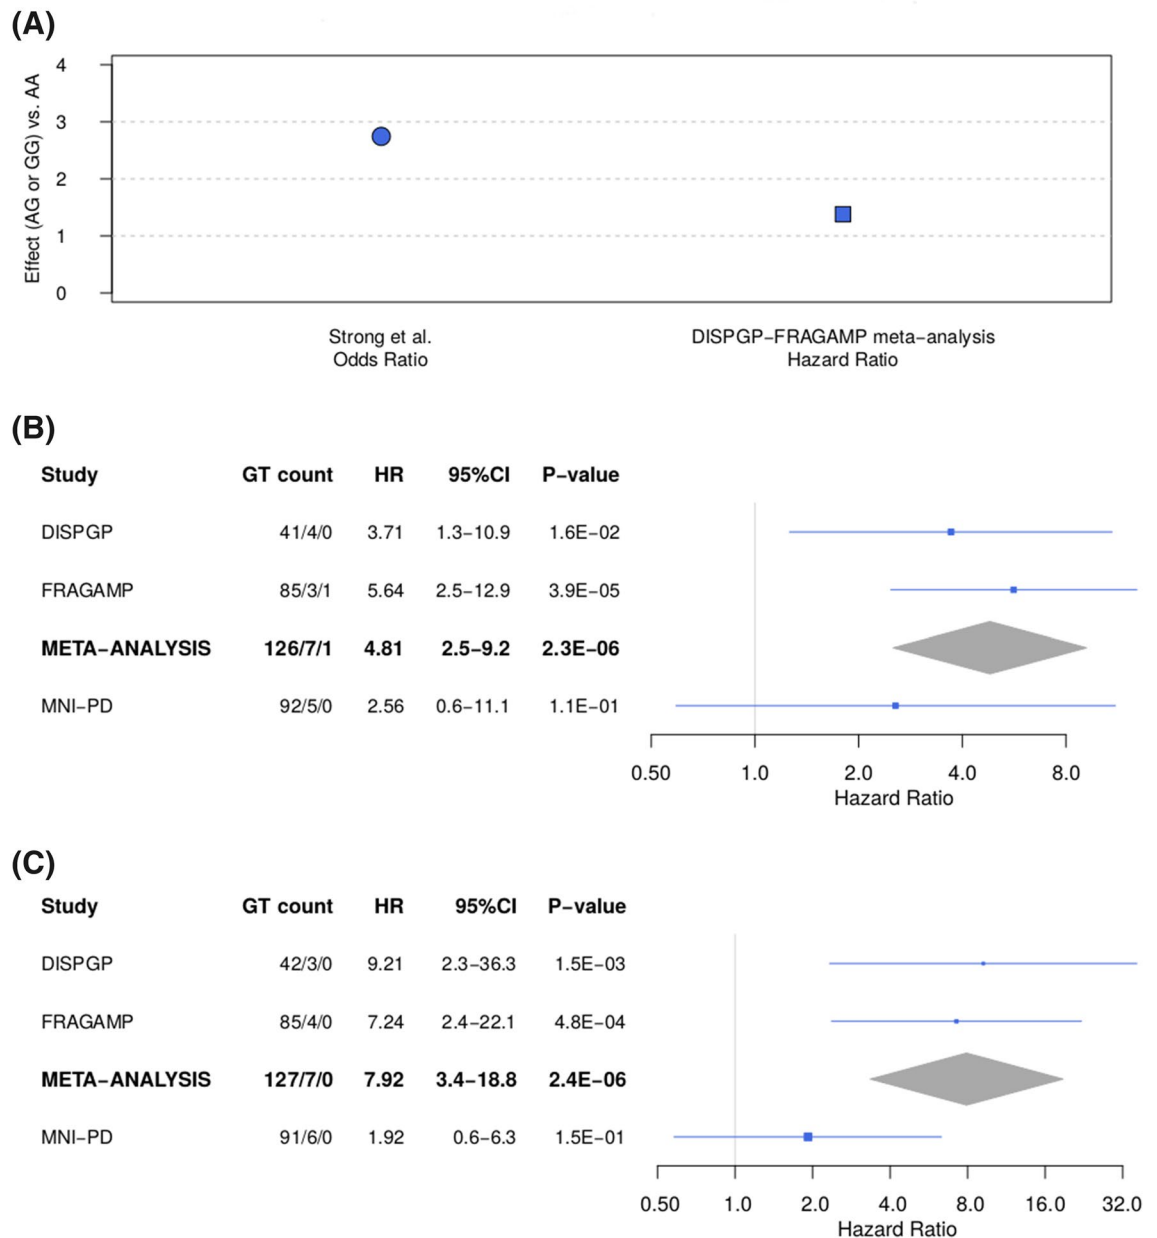 (A)
Effect (AG or GG) vs. AA
4
3
2
1
0
Strong et al.
Odds Ratio
DISPGP−FRAGAMP meta−analysis
Hazard Ratio
(B)
Study GT count HR 95%CI P−value
DISPGP 41/4/0 3.71 1.3−10.9 1.6E−02
FRAGAMP 85/3/1 5.64 2.5−12.9 3.9E−05
META−ANALYSIS 126/7/1 4.81 2.5−9.2 2.3E−06
MNI−PD 92/5/0 2.56 0.6−11.1 1.1E−01
0.50 1.0 2.0 4.0 8.0
Hazard Ratio
(C)
Study GT count HR 95%CI P−value
DISPGP 42/3/0 9.21 2.3−36.3 1.5E−03
FRAGAMP 85/4/0 7.24 2.4−22.1 4.8E−04
META−ANALYSIS 127/7/0 7.92 3.4−18.8 2.4E−06
MNI−PD 91/6/0 1.92 0.6−6.3 1.5E−01
0.50 1.0 2.0 4.0 8.0 16.0 32.0
Hazard Ratio